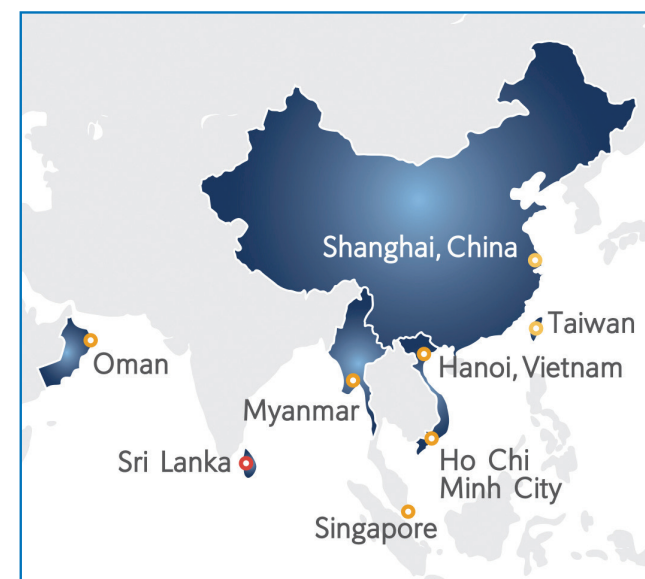 Shanghai, China
Taiwan
Oman
Hanoi, Vietnam
Myanmar
Sri Lanka
Ho Chi
Minh City
Singapore